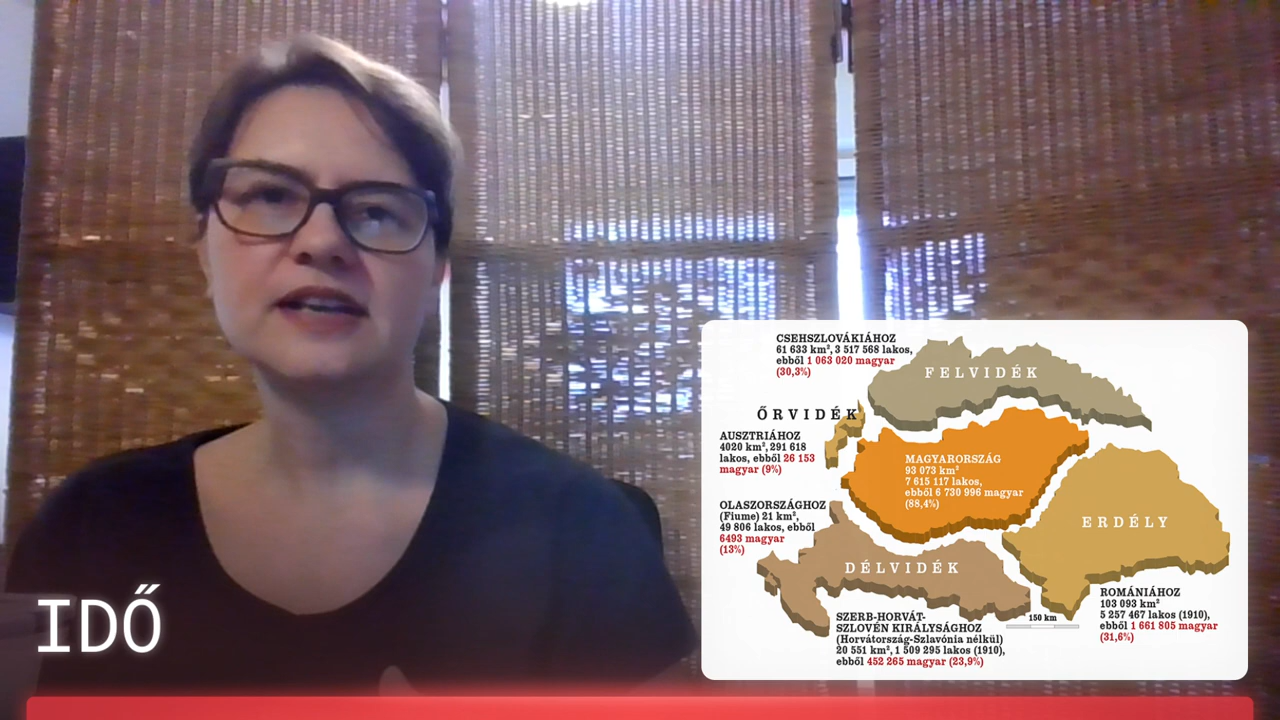 CSEHSZLOVÁKIÁHOZ
61 633 km², 3 517 568 lakos,
ebből 1 063 020 magyar
(30,3%)
FELVIDÉK
ŐRVIDÉK
AUSZTRIÁHOZ
4020 km², 291 618
lakos, ebből 26 153
magyar (9%)
MAGYARORSZÁG
93 073 km²
7 615 117 lakos,
ebből 6 730 996 magyar
(88,4%)
OLASZORSZÁGHOZ
(Fiume) 21 km²,
49 806 lakos, ebből
6493 magyar
(13%)
ERDÉLY
DÉLVIDÉK
ROMÁNIÁHOZ
103 093 km²
5 257 467 lakos (1910),
ebből 1 661 805 magyar
(31,6%)
150 km
SZERB-HORVÁT-
SZLOVÉN KIRÁLYSÁGHOZ
(Horvátország-Szlavónia nélkül)
20 551 km², 1 509 295 lakos (1910),
ebből 452 265 magyar (23,9%)
IDŐ